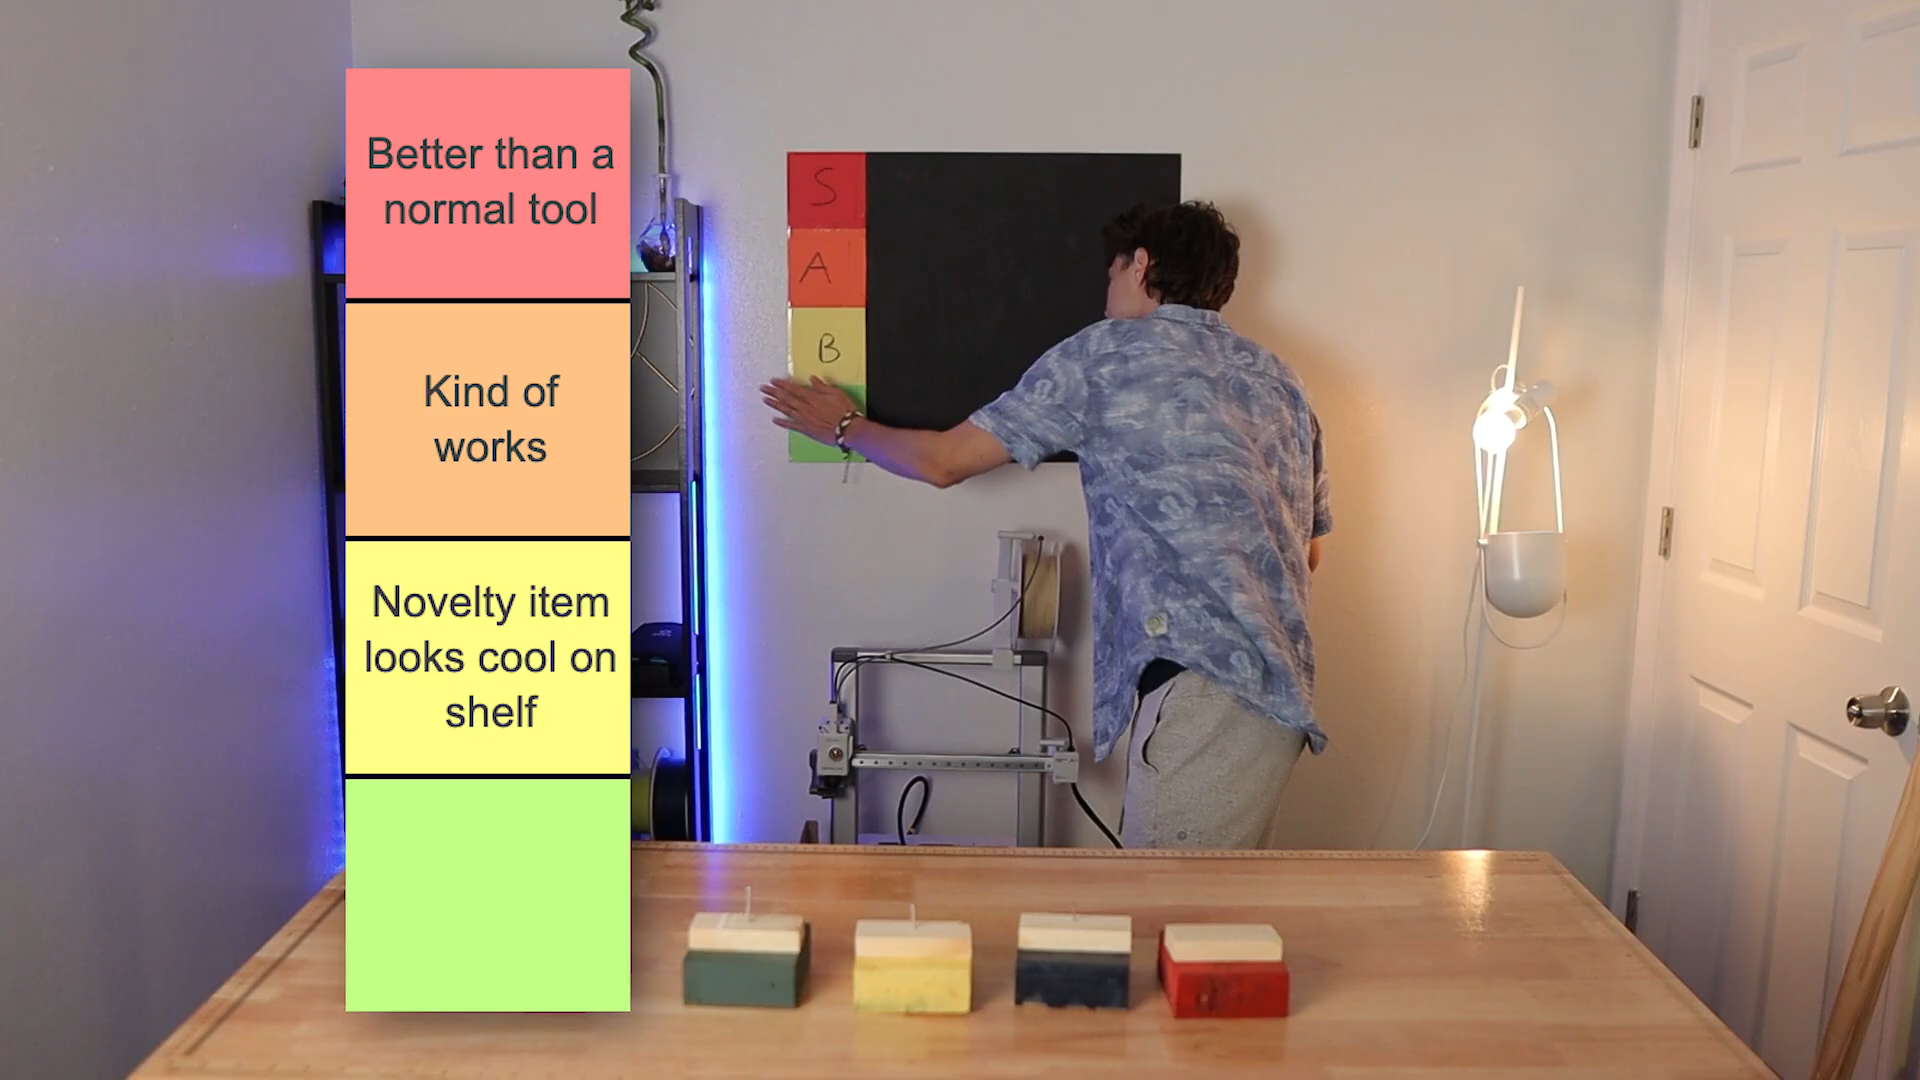 Better than a
normal tool
Kind of
works
Novelty item
looks cool on
shelf
S
A
B